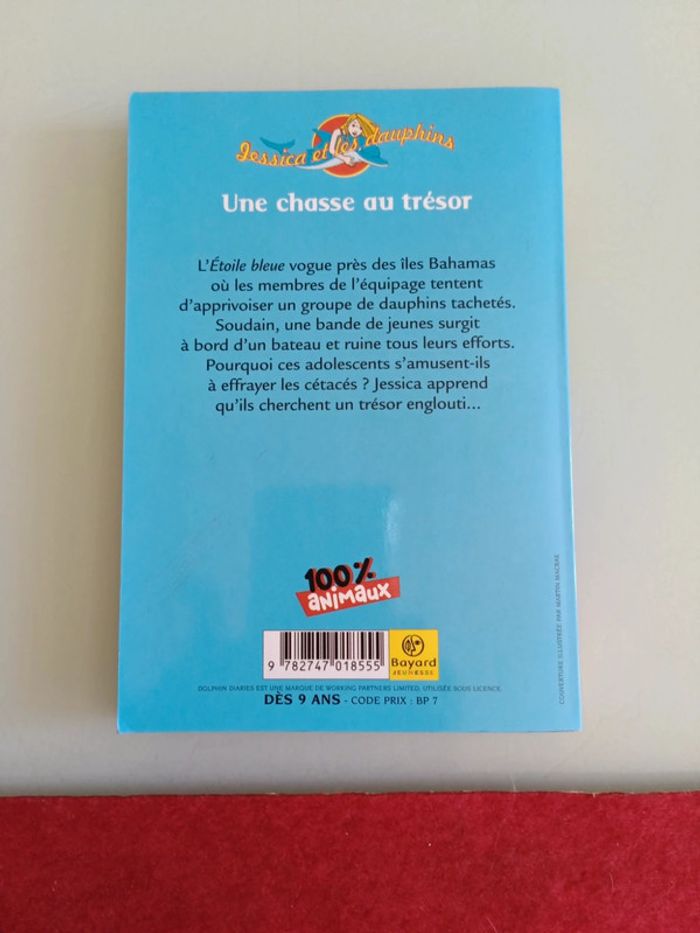 Jessica et les dauphins
Une chasse au trésor
L'Étoile bleue vogue près des îles Bahamas
où les membres de l'équipage tentent
d'apprivoiser un groupe de dauphins tachetés.
Soudain, une bande de jeunes surgit
à bord d'un bateau et ruine tous leurs efforts.
Pourquoi ces adolescents s'amusent-ils
à effrayer les cétacés ? Jessica apprend
qu'ils cherchent un trésor englouti...
100%
animaux
9 782747 018555
Bayard
JEUNESSE
DOLPHIN DIARIES EST UNE MARQUE DE WORKING PARTNERS LIMITED, UTILISÉE SOUS LICENCE.
DÈS 9 ANS - CODE PRIX : BP 7
COUVERTURE ILLUSTRÉE PAR MARTIN MACRAE